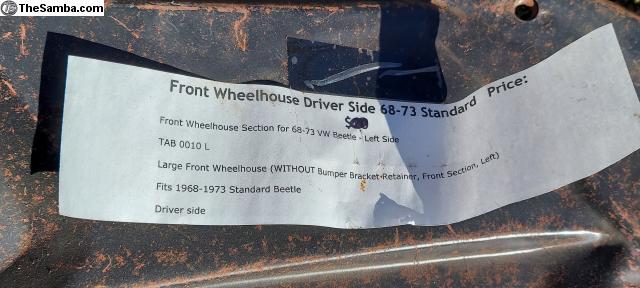 TheSamba.com
Front Wheelhouse Driver Side 68-73 Standard Price:
Front Wheelhouse Section for 68-73 VW Beetle - Left Side
TAB 0010 L
Large Front Wheelhouse (WITHOUT Bumper Bracket Retainer, Front Section, Left)
Fits 1968-1973 Standard Beetle
Driver side